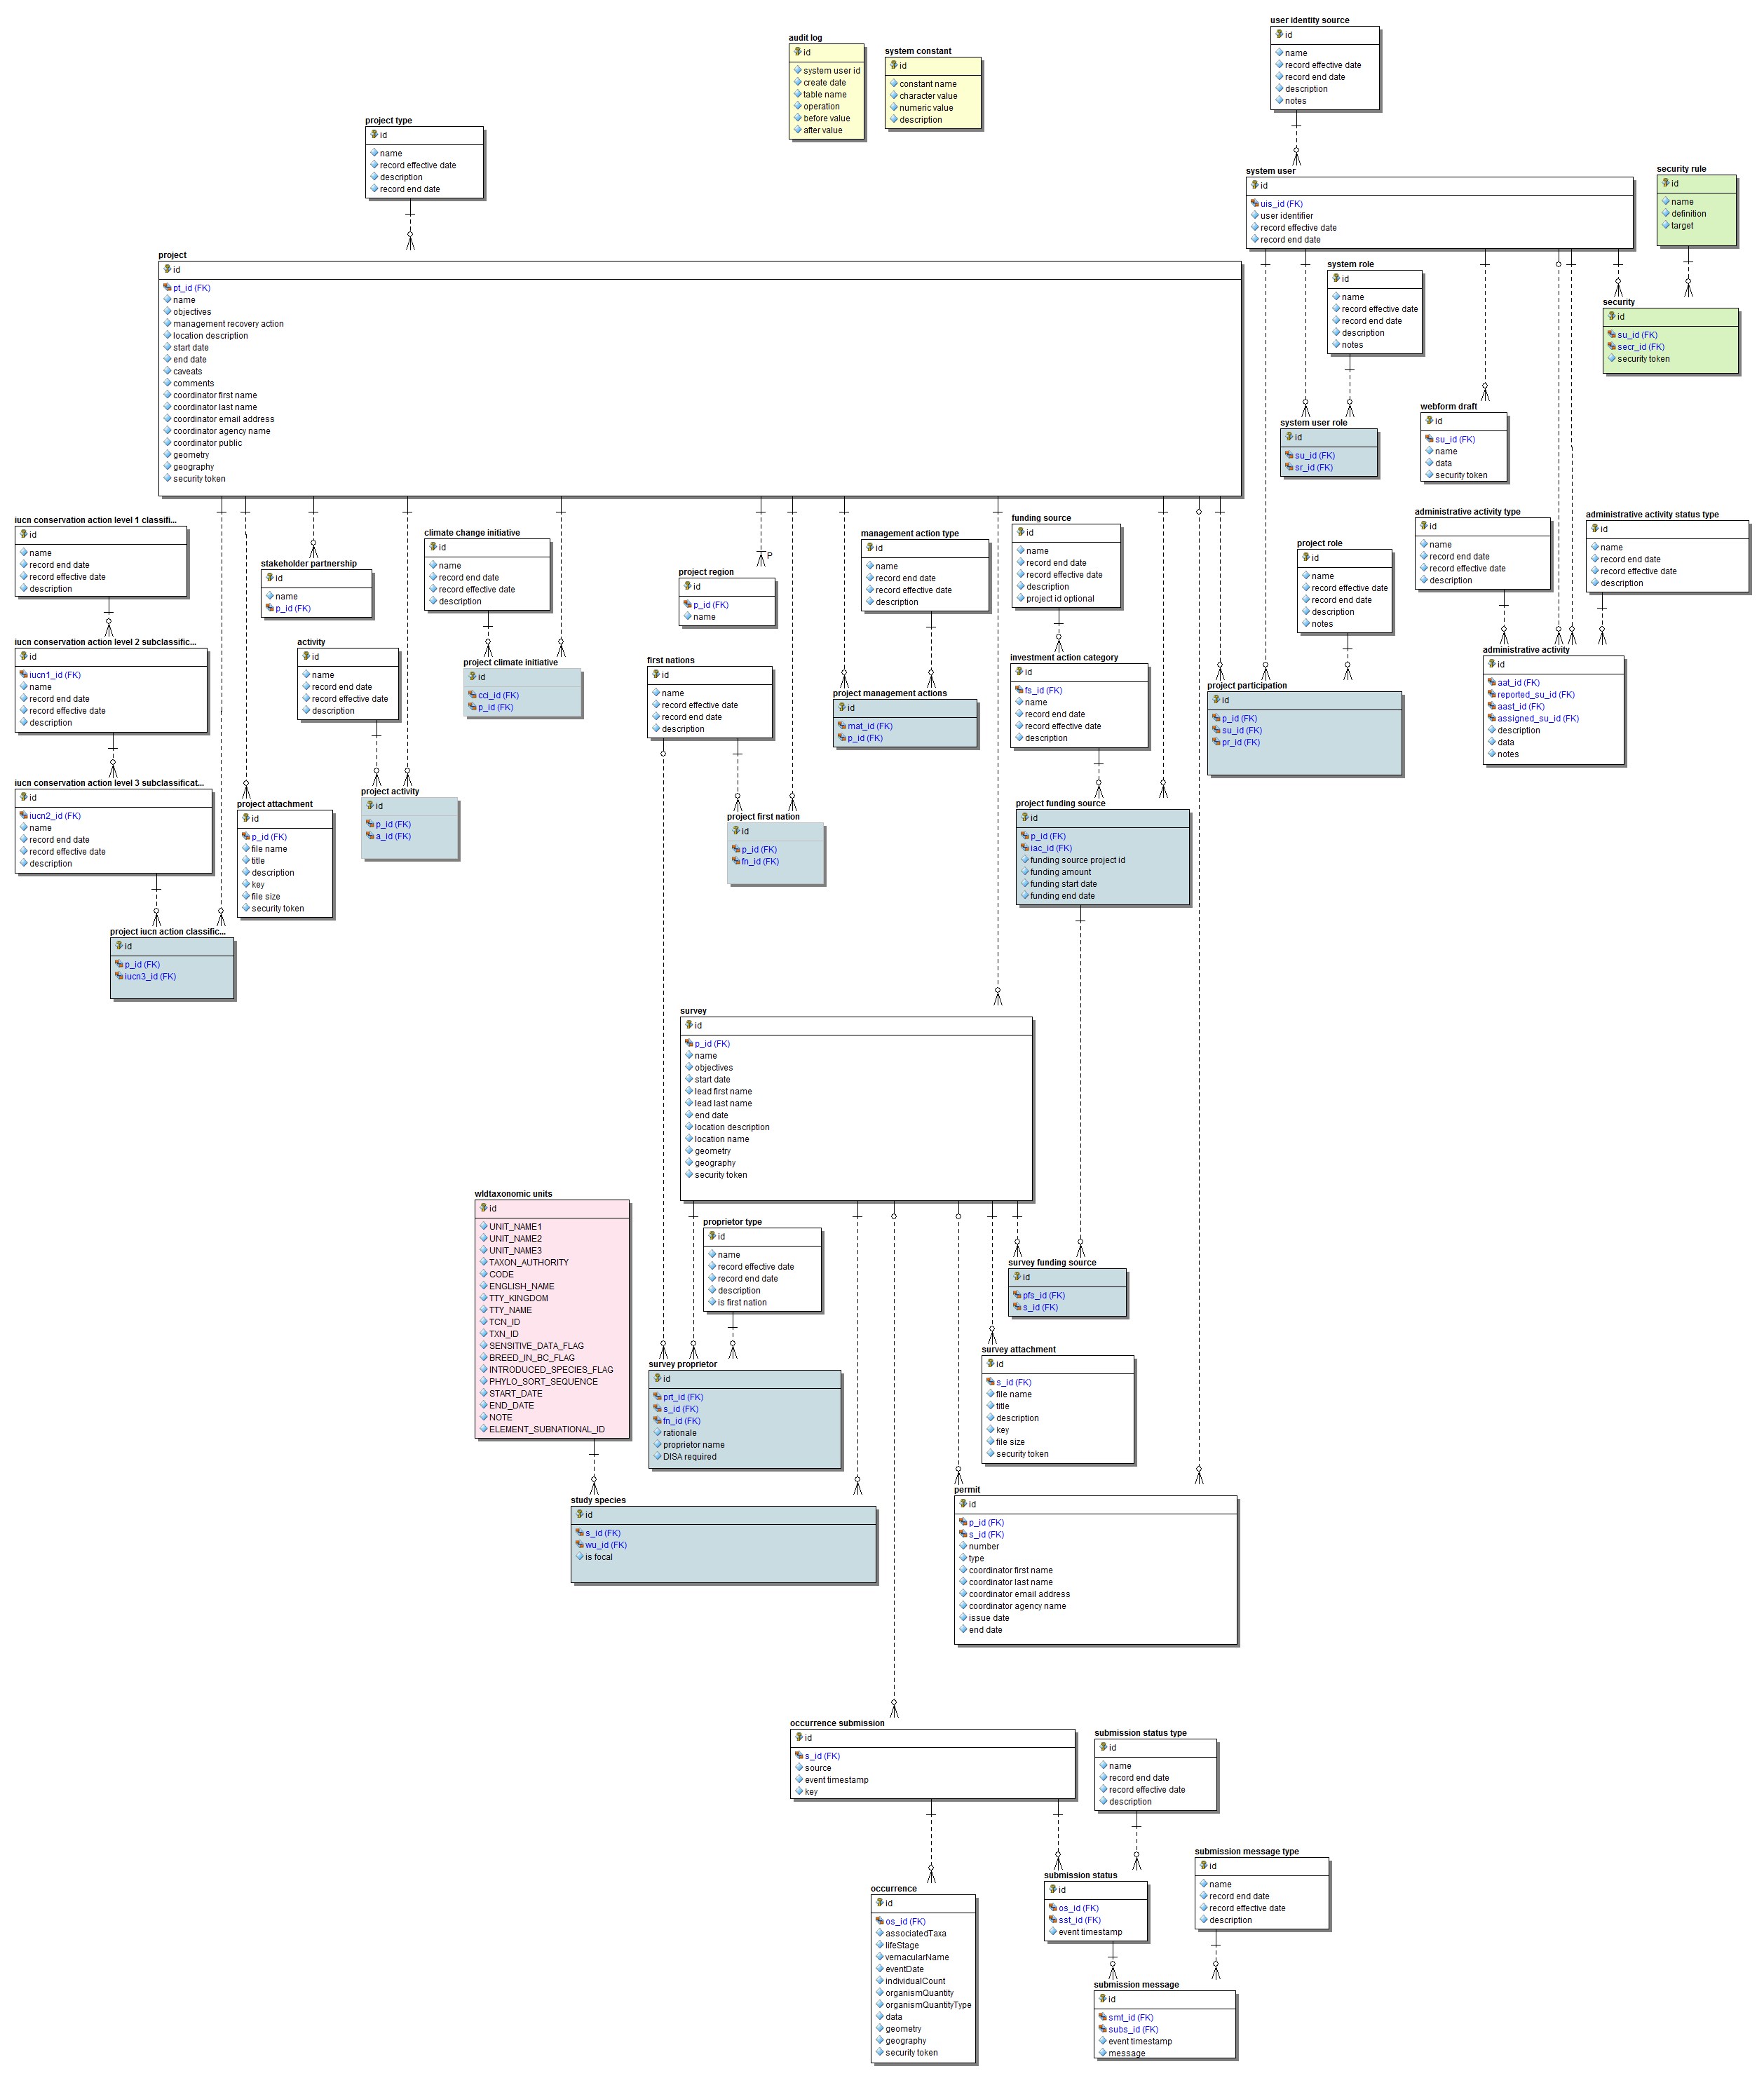 user identity source
id
name
record effective date
record end date
description
notes
audit log
id
system user id
create date
table name
operation
before value
after value
system constant
id
constant name
character value
numeric value
description
project type
id
name
record effective date
description
record end date
system user
id
uis_id (FK)
user identifier
record effective date
record end date
security rule
id
name
definition
target
project
id
pt_id (FK)
name
objectives
management recovery action
location description
start date
end date
caveats
comments
coordinator first name
coordinator last name
coordinator email address
coordinator agency name
coordinator public
geometry
geography
security token
system role
id
name
record effective date
record end date
description
notes
security
id
su_id (FK)
secr_id (FK)
security token
system user role
id
su_id (FK)
sr_id (FK)
webform draft
id
su_id (FK)
name
data
security token
iucn conservation action level 1 classifi...
id
name
record end date
record effective date
description
stakeholder partnership
id
name
p_id (FK)
climate change initiative
id
name
record end date
record effective date
description
P
project region
id
p_id (FK)
name
management action type
id
name
record end date
record effective date
description
funding source
id
name
record end date
record effective date
description
project id optional
project role
id
name
record effective date
record end date
description
notes
administrative activity type
id
name
record end date
record effective date
description
administrative activity status type
id
name
record end date
record effective date
description
iucn conservation action level 2 subclassific...
id
iucn1_id (FK)
name
record end date
record effective date
description
activity
id
name
record end date
record effective date
description
project climate initiative
id
cci_id (FK)
p_id (FK)
first nations
id
name
record effective date
record end date
description
project management actions
id
mat_id (FK)
p_id (FK)
investment action category
id
fs_id (FK)
name
record end date
record effective date
description
project participation
id
p_id (FK)
su_id (FK)
pr_id (FK)
administrative activity
id
aat_id (FK)
reported_su_id (FK)
aast_id (FK)
assigned_su_id (FK)
description
data
notes
iucn conservation action level 3 subclassificat...
id
iucn2_id (FK)
name
record end date
record effective date
description
project attachment
id
p_id (FK)
file name
title
description
key
file size
security token
project activity
id
p_id (FK)
a_id (FK)
project first nation
id
p_id (FK)
fn_id (FK)
project funding source
id
p_id (FK)
iac_id (FK)
funding source project id
funding amount
funding start date
funding end date
project iucn action classific...
id
p_id (FK)
iucn3_id (FK)
survey
id
p_id (FK)
name
objectives
start date
lead first name
lead last name
end date
location description
location name
geometry
geography
security token
wldtaxonomic units
id
UNIT_NAME1
UNIT_NAME2
UNIT_NAME3
TAXON_AUTHORITY
CODE
ENGLISH_NAME
TTY_KINGDOM
TTY_NAME
TCN_ID
TXN_ID
SENSITIVE_DATA_FLAG
BREED_IN_BC_FLAG
INTRODUCED_SPECIES_FLAG
PHYLO_SORT_SEQUENCE
START_DATE
END_DATE
NOTE
ELEMENT_SUBNATIONAL_ID
proprietor type
id
name
record effective date
record end date
description
is first nation
survey funding source
id
pfs_id (FK)
s_id (FK)
survey proprietor
id
prt_id (FK)
s_id (FK)
fn_id (FK)
rationale
proprietor name
DISA required
survey attachment
id
s_id (FK)
file name
title
description
key
file size
security token
study species
id
s_id (FK)
wu_id (FK)
is focal
permit
id
p_id (FK)
s_id (FK)
number
type
coordinator first name
coordinator last name
coordinator email address
coordinator agency name
issue date
end date
occurrence submission
id
s_id (FK)
source
event timestamp
key
submission status type
id
name
record end date
record effective date
description
submission message type
id
name
record end date
record effective date
description
occurrence
id
os_id (FK)
associatedTaxa
lifeStage
vernacularName
eventDate
individualCount
organismQuantity
organismQuantityType
data
geometry
geography
security token
submission status
id
os_id (FK)
sst_id (FK)
event timestamp
submission message
id
smt_id (FK)
subs_id (FK)
event timestamp
message